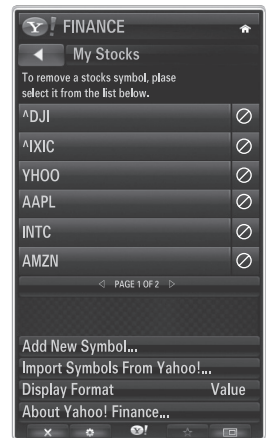 Y! FINANCE
My Stocks
To remove a stocks symbol, plase
select it from the list below.
^DJI
^IXIC
YHOO
AAPL
INTC
AMZN
PAGE 1 OF 2
Add New Symbol...
Import Symbols From Yahoo!...
Display Format Value
About Yahoo! Finance...
Y!